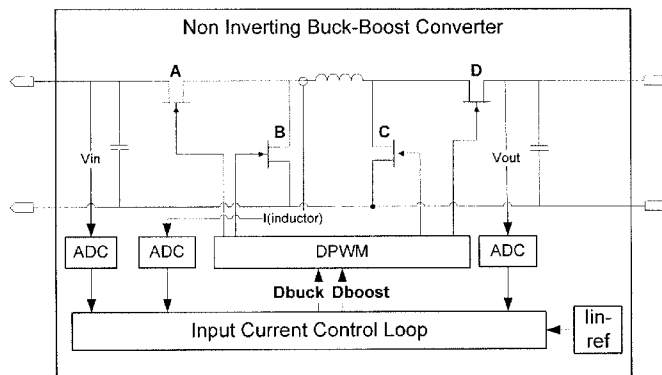 Non Inverting Buck-Boost Converter
A
D
B
C
Vin
Vout
I(inductor)
ADC
ADC
DPWM
ADC
Dbuck Dboost
Input Current Control Loop
Iin-
ref